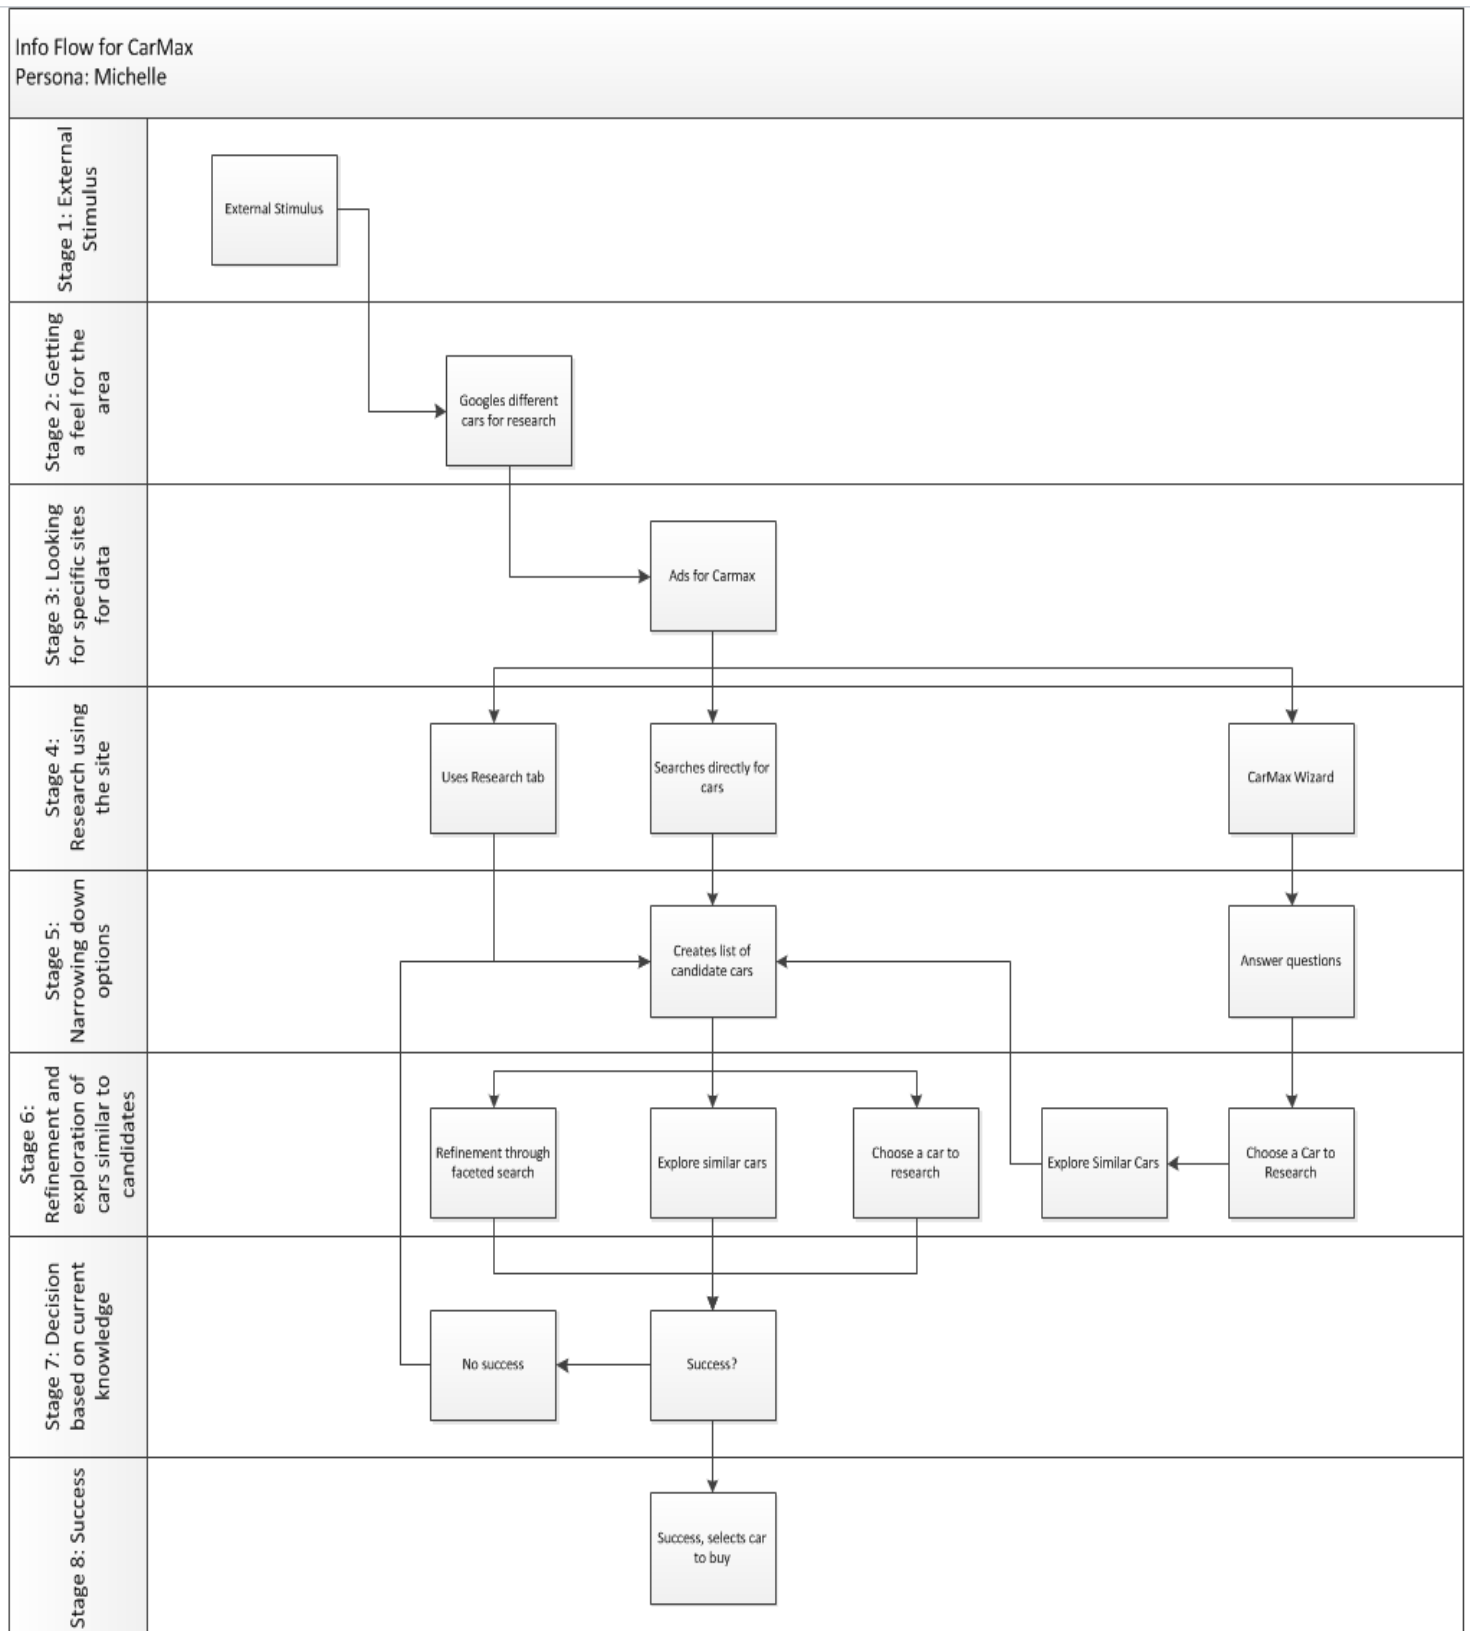 Info Flow for CarMax
Persona: Michelle
Stage 1: External
Stimulus
External Stimulus
Stage 2: Getting
a feel for the
area
Googles different
cars for research
Stage 3: Looking
for specific sites
for data
Ads for Carmax
Stage 4:
Research using
the site
Uses Research tab
Searches directly for
cars
CarMax Wizard
Stage 5:
Narrowing down
options
Creates list of
candidate cars
Answer questions
Stage 6:
Refinement and
exploration of
cars similar to
candidates
Refinement through
faceted search
Explore similar cars
Choose a car to
research
Explore Similar Cars
Choose a Car to
Research
Stage 7: Decision
based on current
knowledge
No success
Success?
Stage 8: Success
Success, selects car
to buy